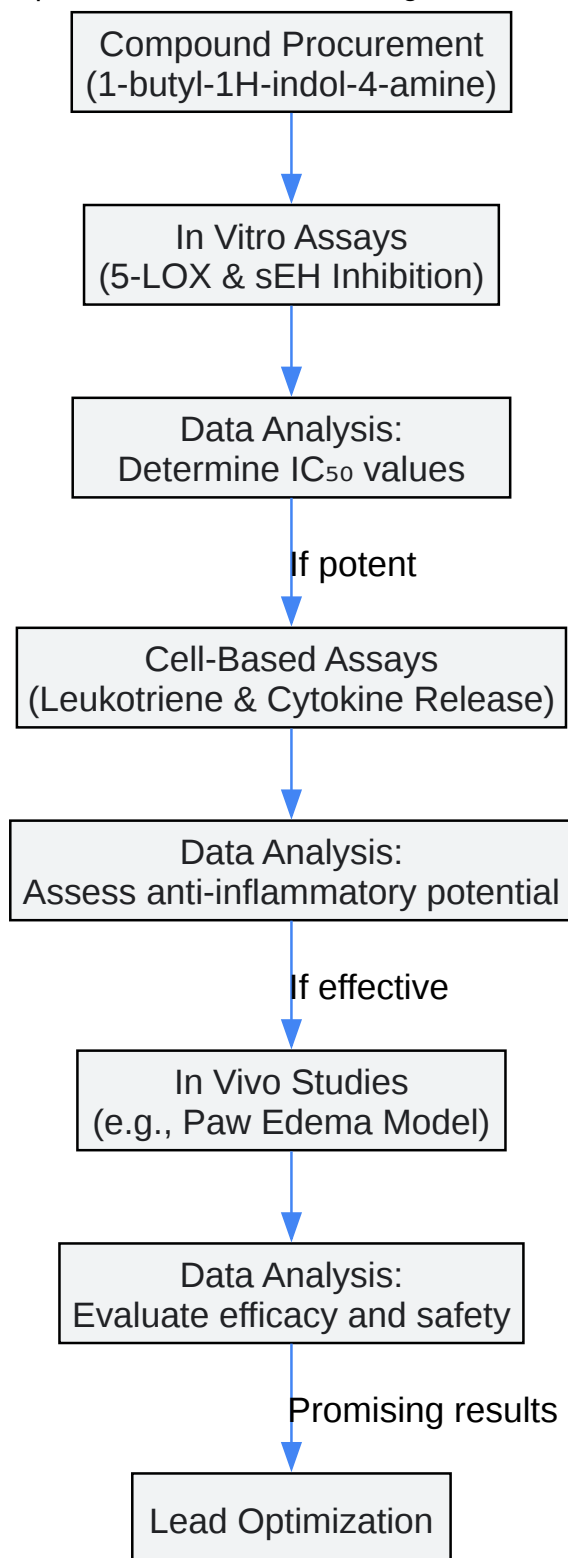 Compound Procurement
(1-butyl-1H-indol-4-amine)
In Vitro Assays
(5-LOX & sEH Inhibition)
Data Analysis:
Determine IC₅₀ values
If potent
Cell-Based Assays
(Leukotriene & Cytokine Release)
Data Analysis:
Assess anti-inflammatory potential
If effective
In Vivo Studies
(e.g., Paw Edema Model)
Data Analysis:
Evaluate efficacy and safety
Promising results
Lead Optimization